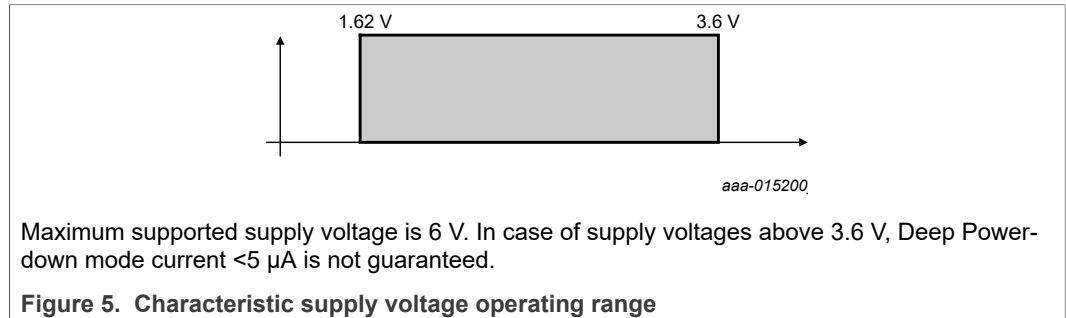 1.62 V 3.6 V
aaa-015200
Maximum supported supply voltage is 6 V. In case of supply voltages above 3.6 V, Deep Power-
down mode current <5 µA is not guaranteed.
Figure 5. Characteristic supply voltage operating range